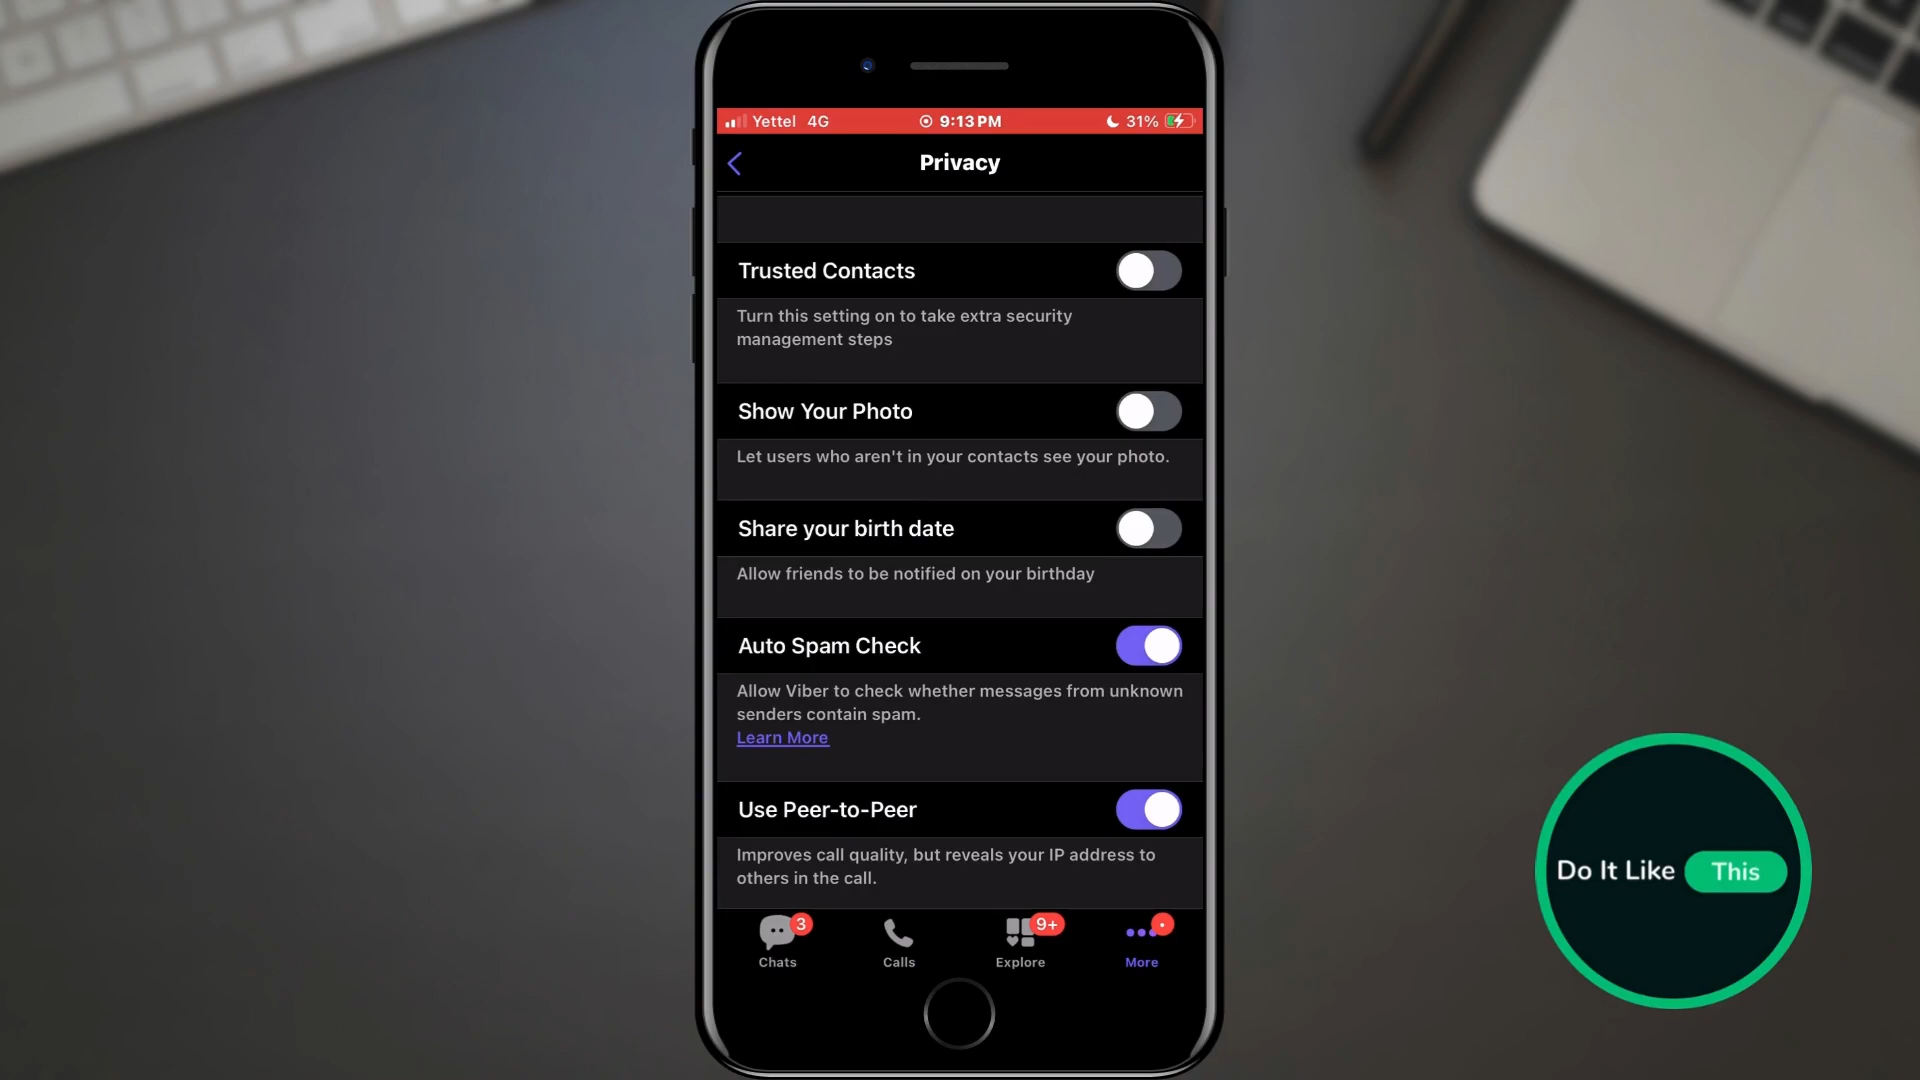 Yettel 4G 9:13 PM 31%
Privacy
Trusted Contacts
Turn this setting on to take extra security
management steps
Show Your Photo
Let users who aren't in your contacts see your photo.
Share your birth date
Allow friends to be notified on your birthday
Auto Spam Check
Allow Viber to check whether messages from unknown
senders contain spam.
Learn More
Use Peer-to-Peer
Improves call quality, but reveals your IP address to
others in the call.
3 9+
Chats Calls Explore More
Do It Like This